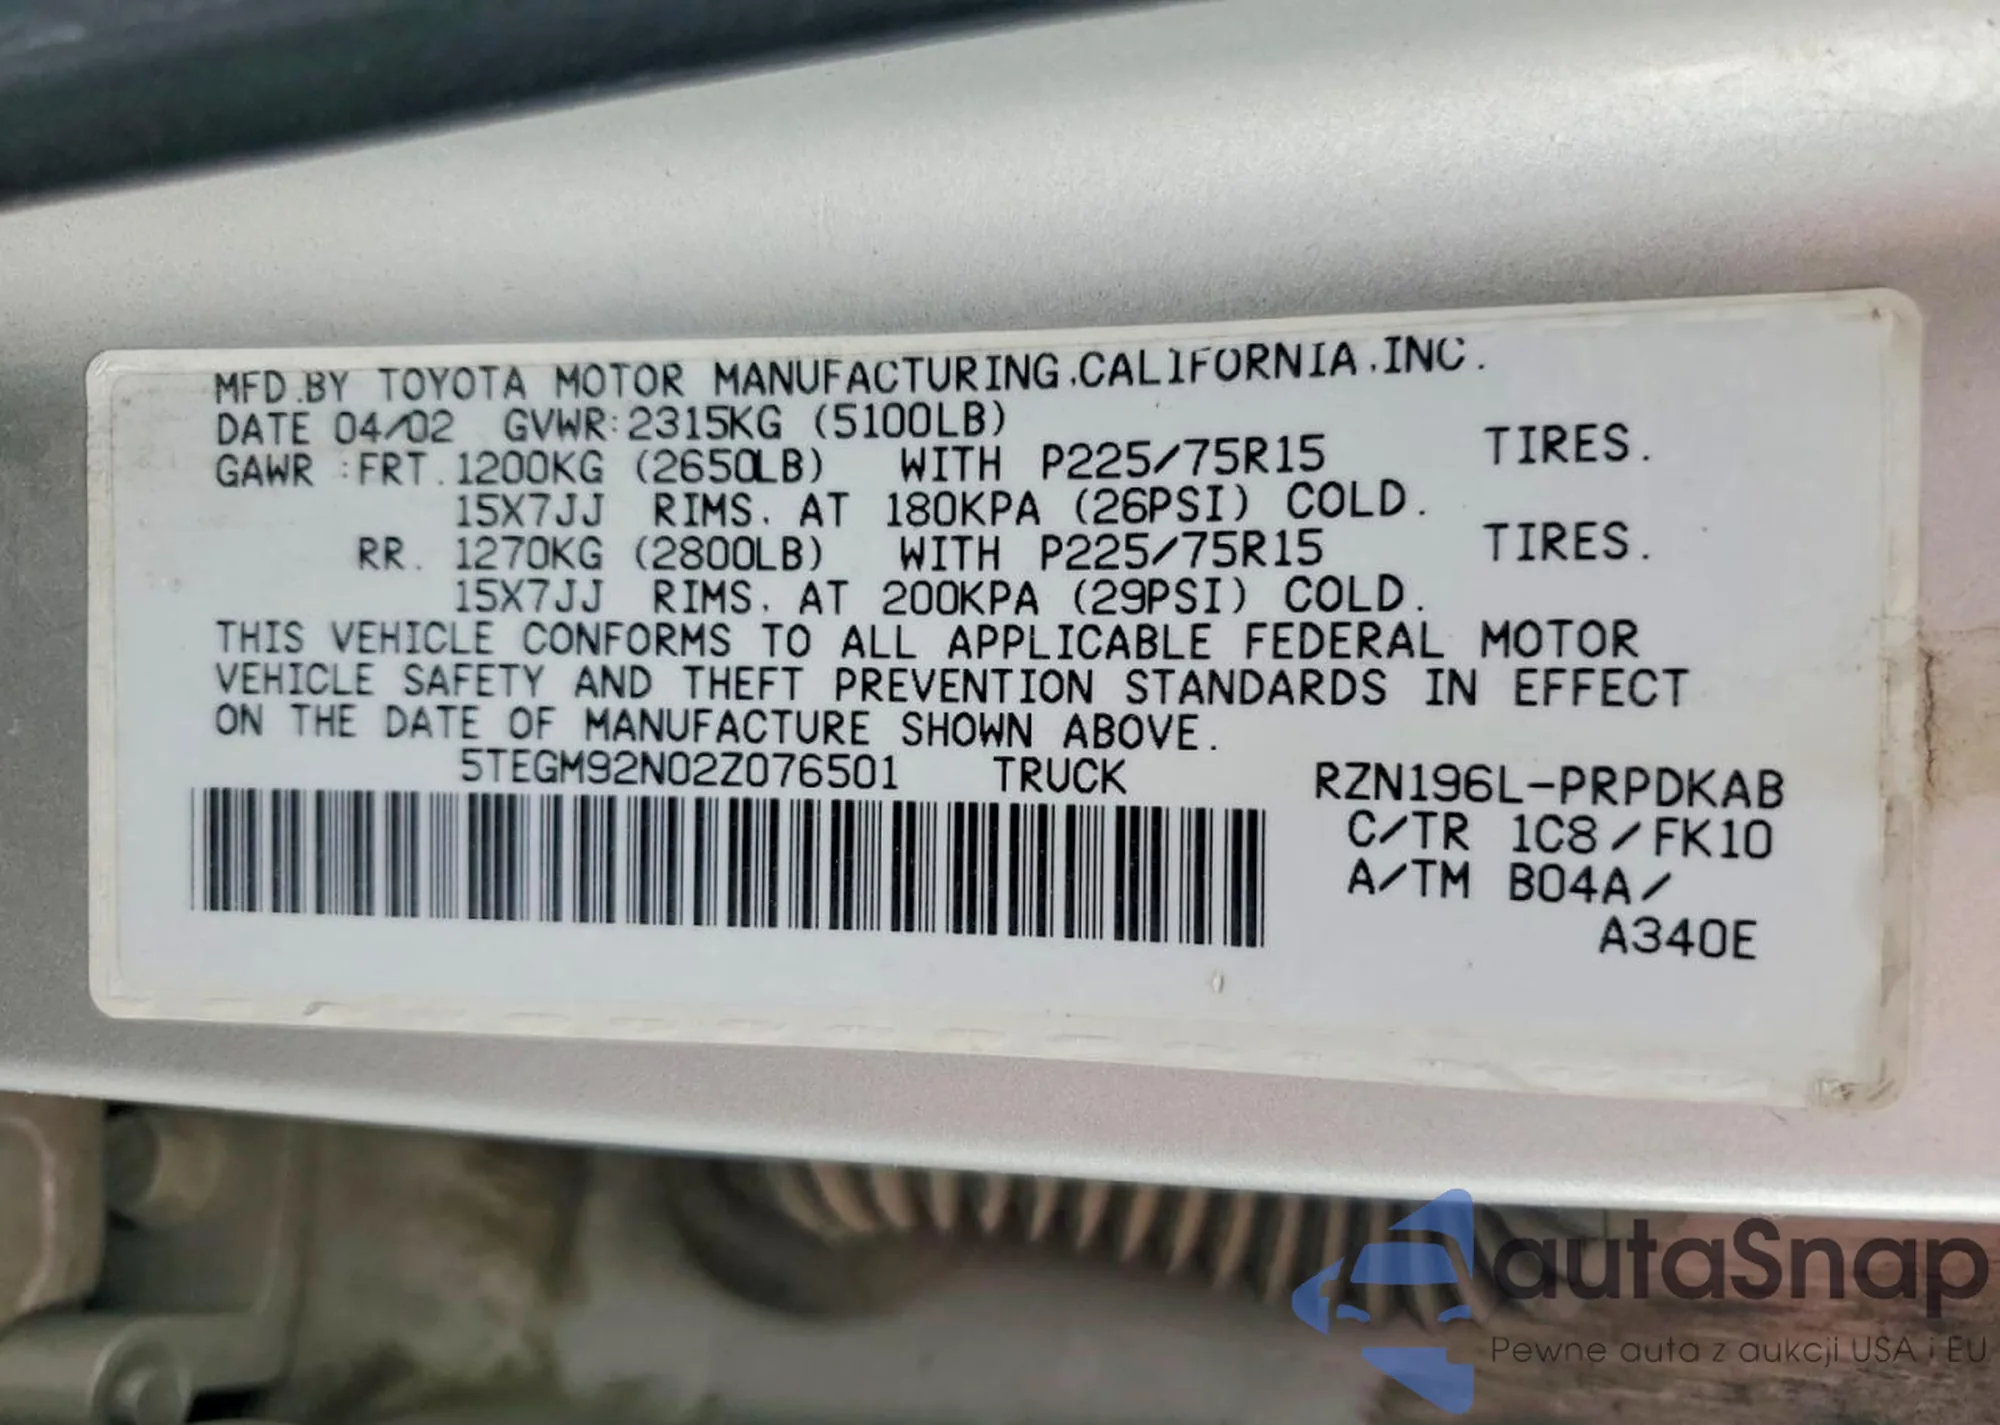 MFD.BY TOYOTA MOTOR MANUFACTURING,CALIFORNIA,INC.
DATE 04/02 GVWR:2315KG (5100LB)
GAWR :FRT. 1200KG (2650LB) WITH P225/75R15 TIRES.
15X7JJ RIMS. AT 180KPA (26PSI) COLD.
RR. 1270KG (2800LB) WITH P225/75R15 TIRES.
15X7JJ RIMS. AT 200KPA (29PSI) COLD.
THIS VEHICLE CONFORMS TO ALL APPLICABLE FEDERAL MOTOR
VEHICLE SAFETY AND THEFT PREVENTION STANDARDS IN EFFECT
ON THE DATE OF MANUFACTURE SHOWN ABOVE.
5TEGM92N02Z076501 TRUCK RZN196L-PRPDKAB
C/TR 1C8/FK10
A/TM B04A/
A340E
autaSnap
Pewne auta z aukcji USA i EU